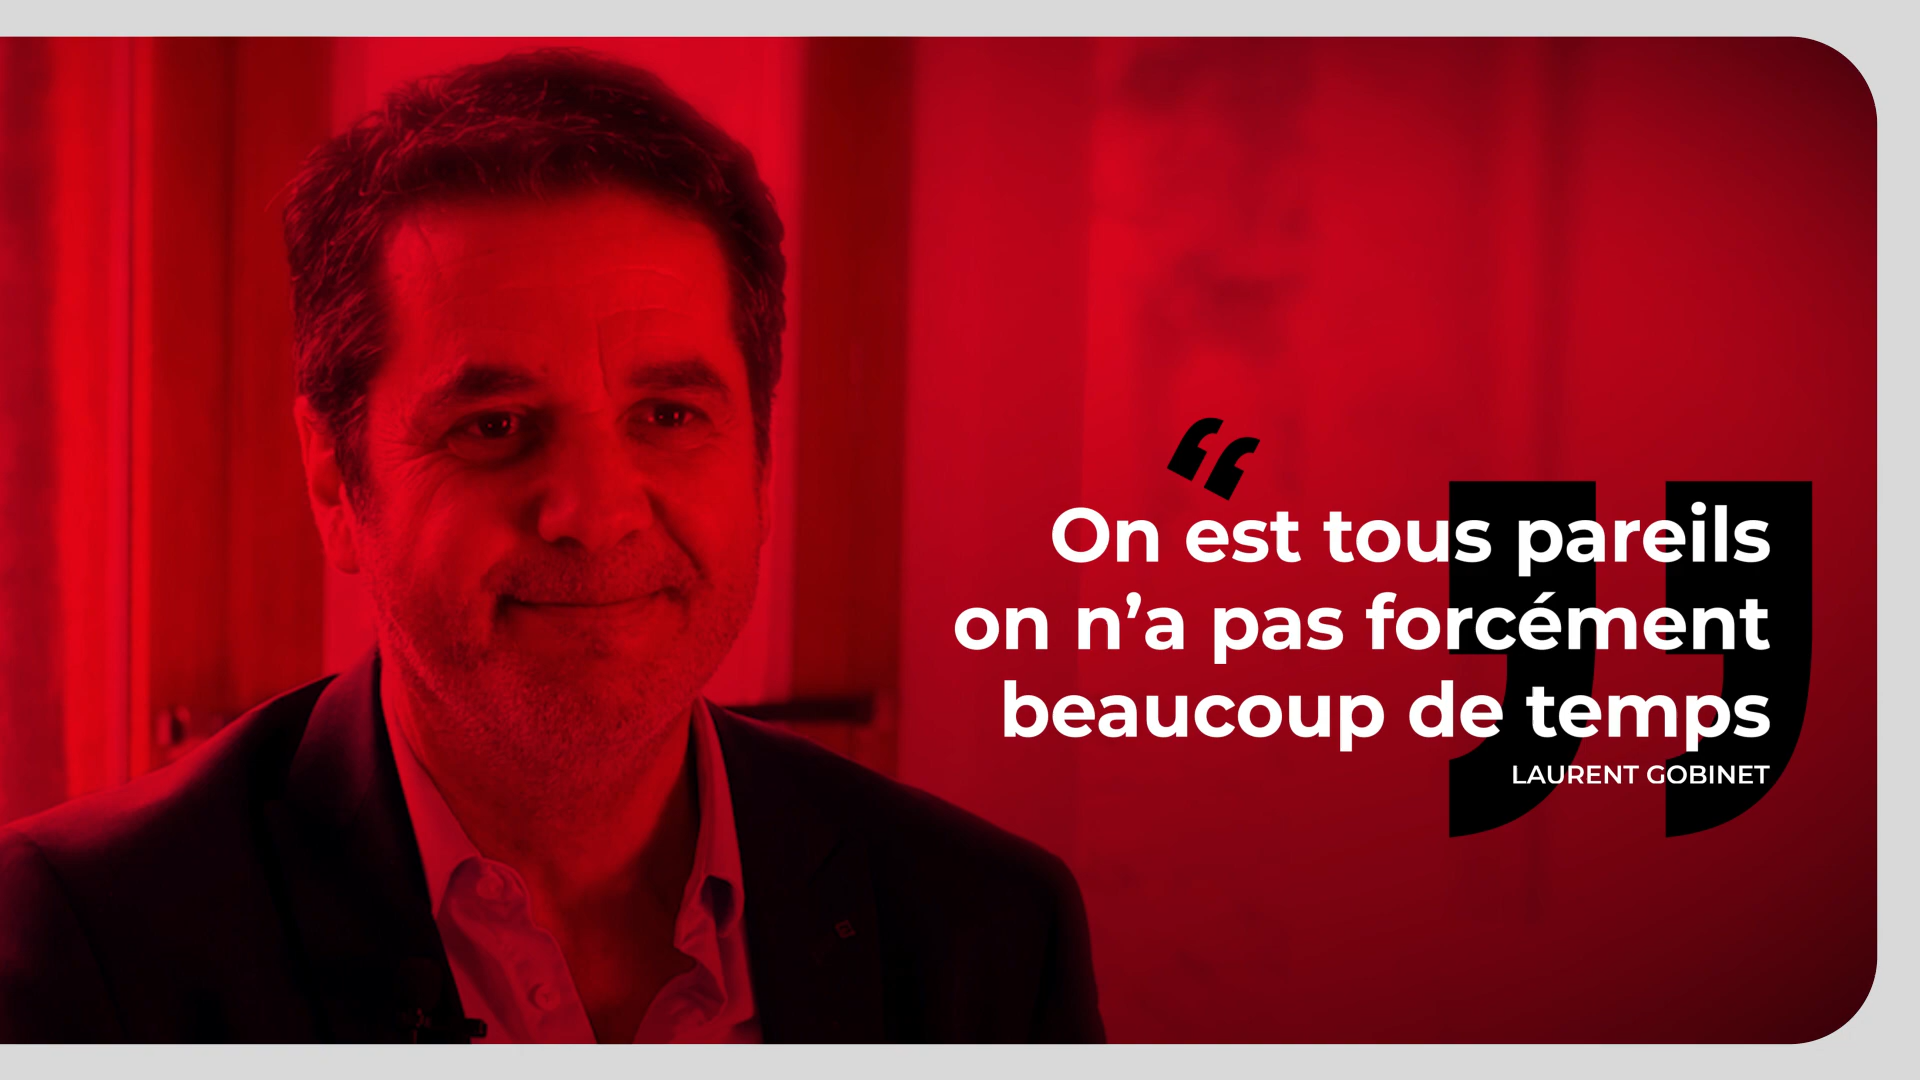 “
On est tous pareils
on n’a pas forcément
beaucoup de temps
LAURENT GOBINET
”